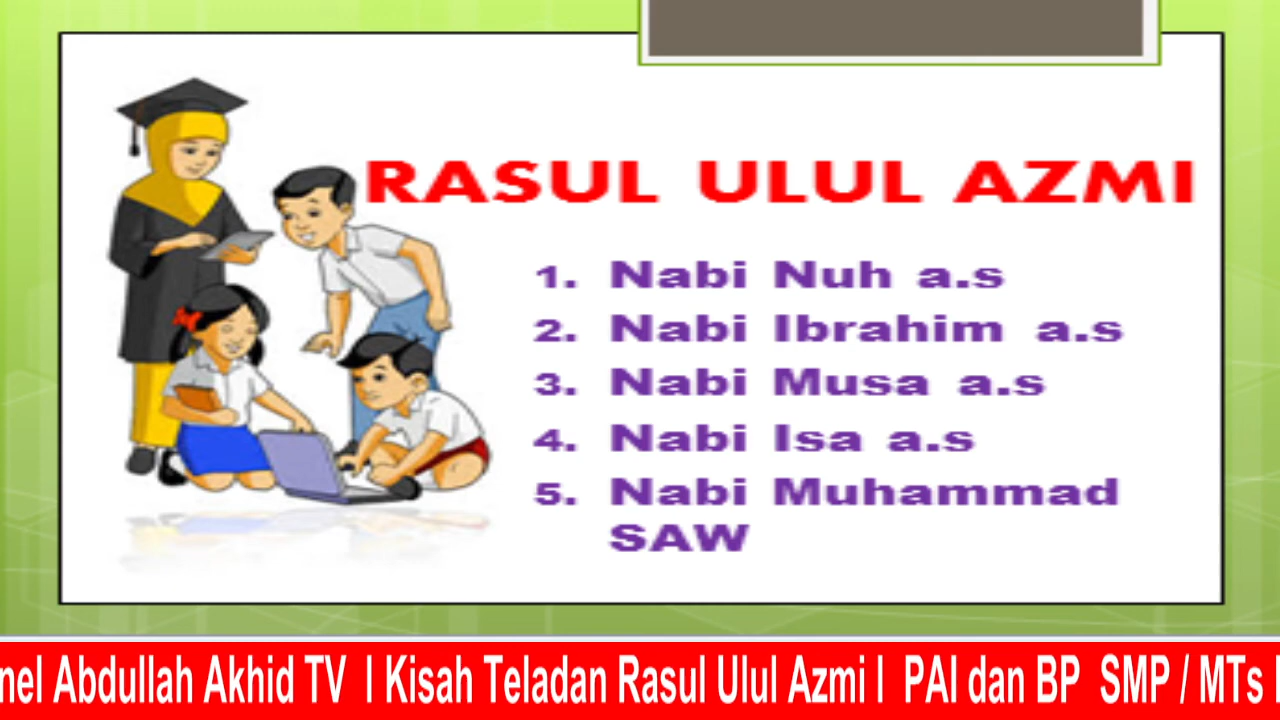 RASUL ULUL AZMI
1. Nabi Nuh a.s
2. Nabi Ibrahim a.s
3. Nabi Musa a.s
4. Nabi Isa a.s
5. Nabi Muhammad
SAW
nel Abdullah Akhid TV l Kisah Teladan Rasul Ulul Azmi l PAI dan BP SMP / MTs